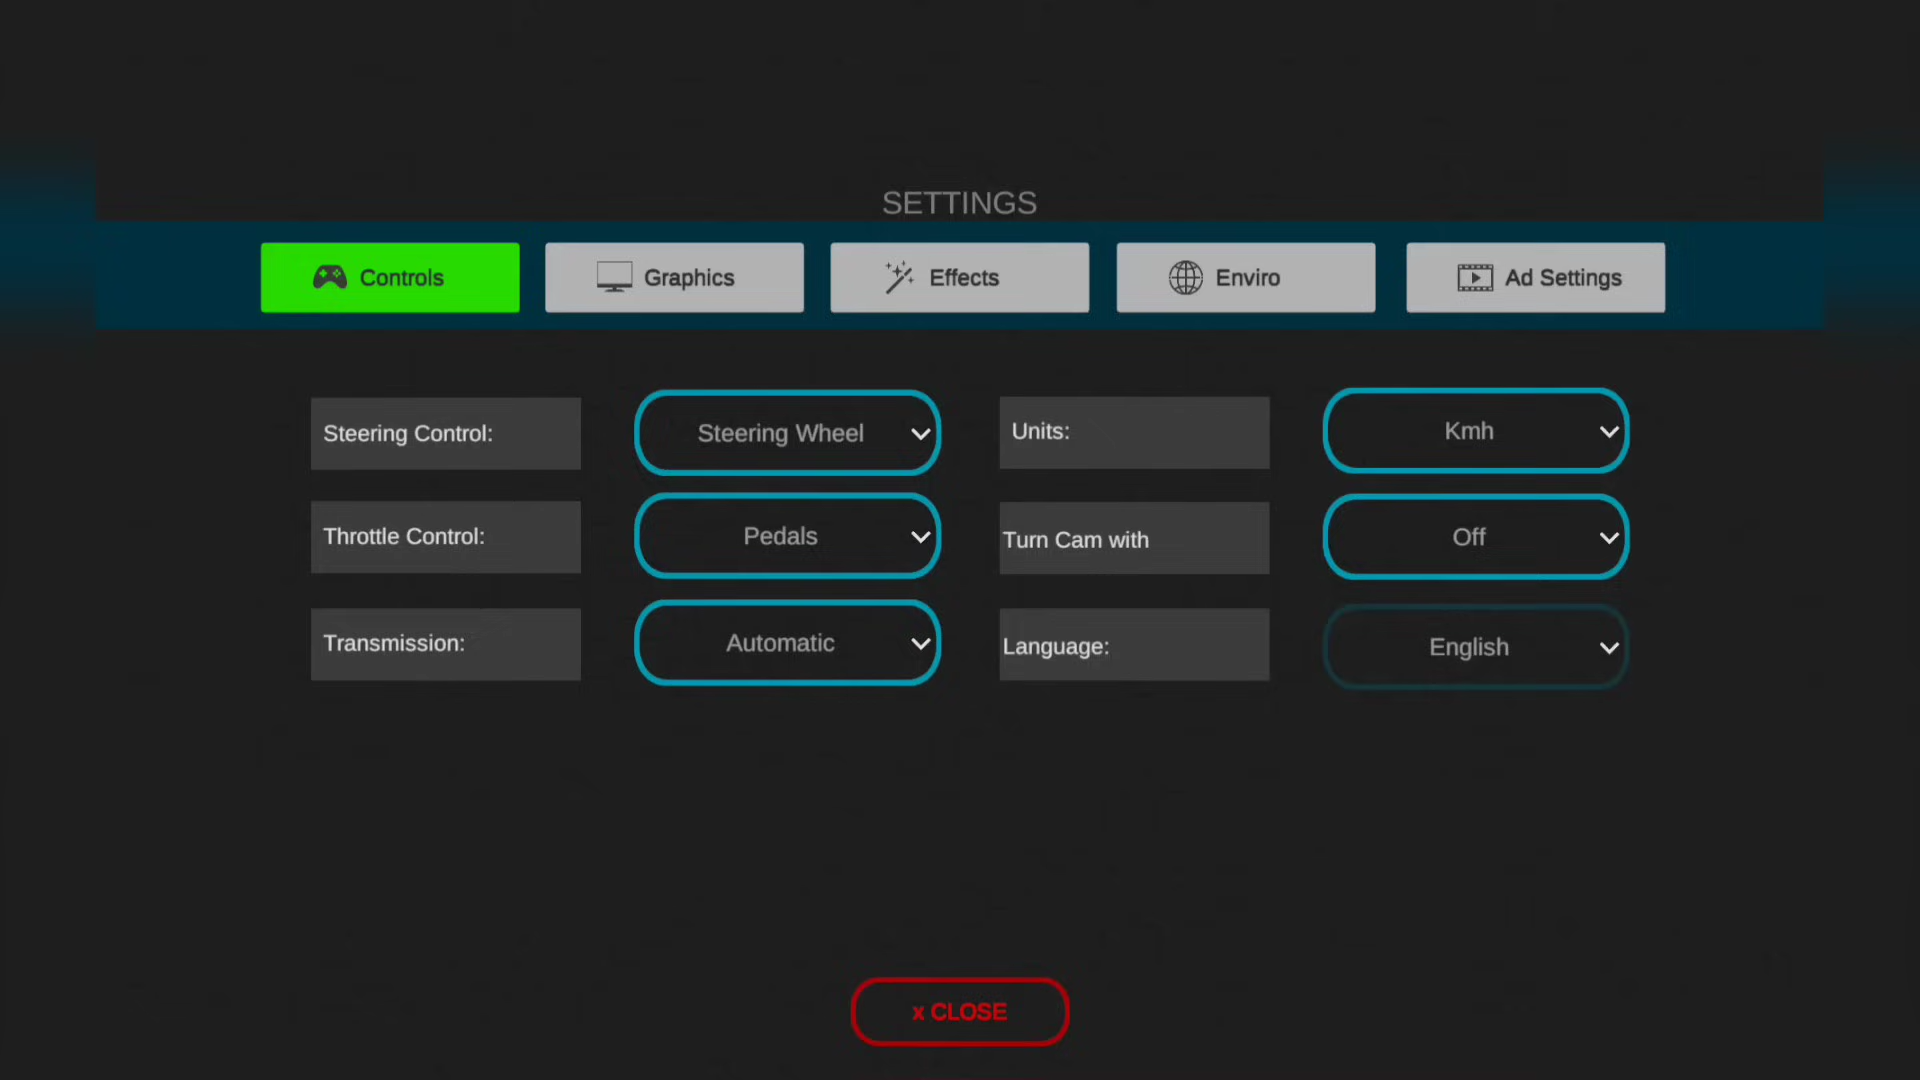 SETTINGS
Controls
Graphics
Effects
Enviro
Ad Settings
Steering Control:
Steering Wheel
Units:
Kmh
Throttle Control:
Pedals
Turn Cam with
Off
Transmission:
Automatic
Language:
English
x CLOSE